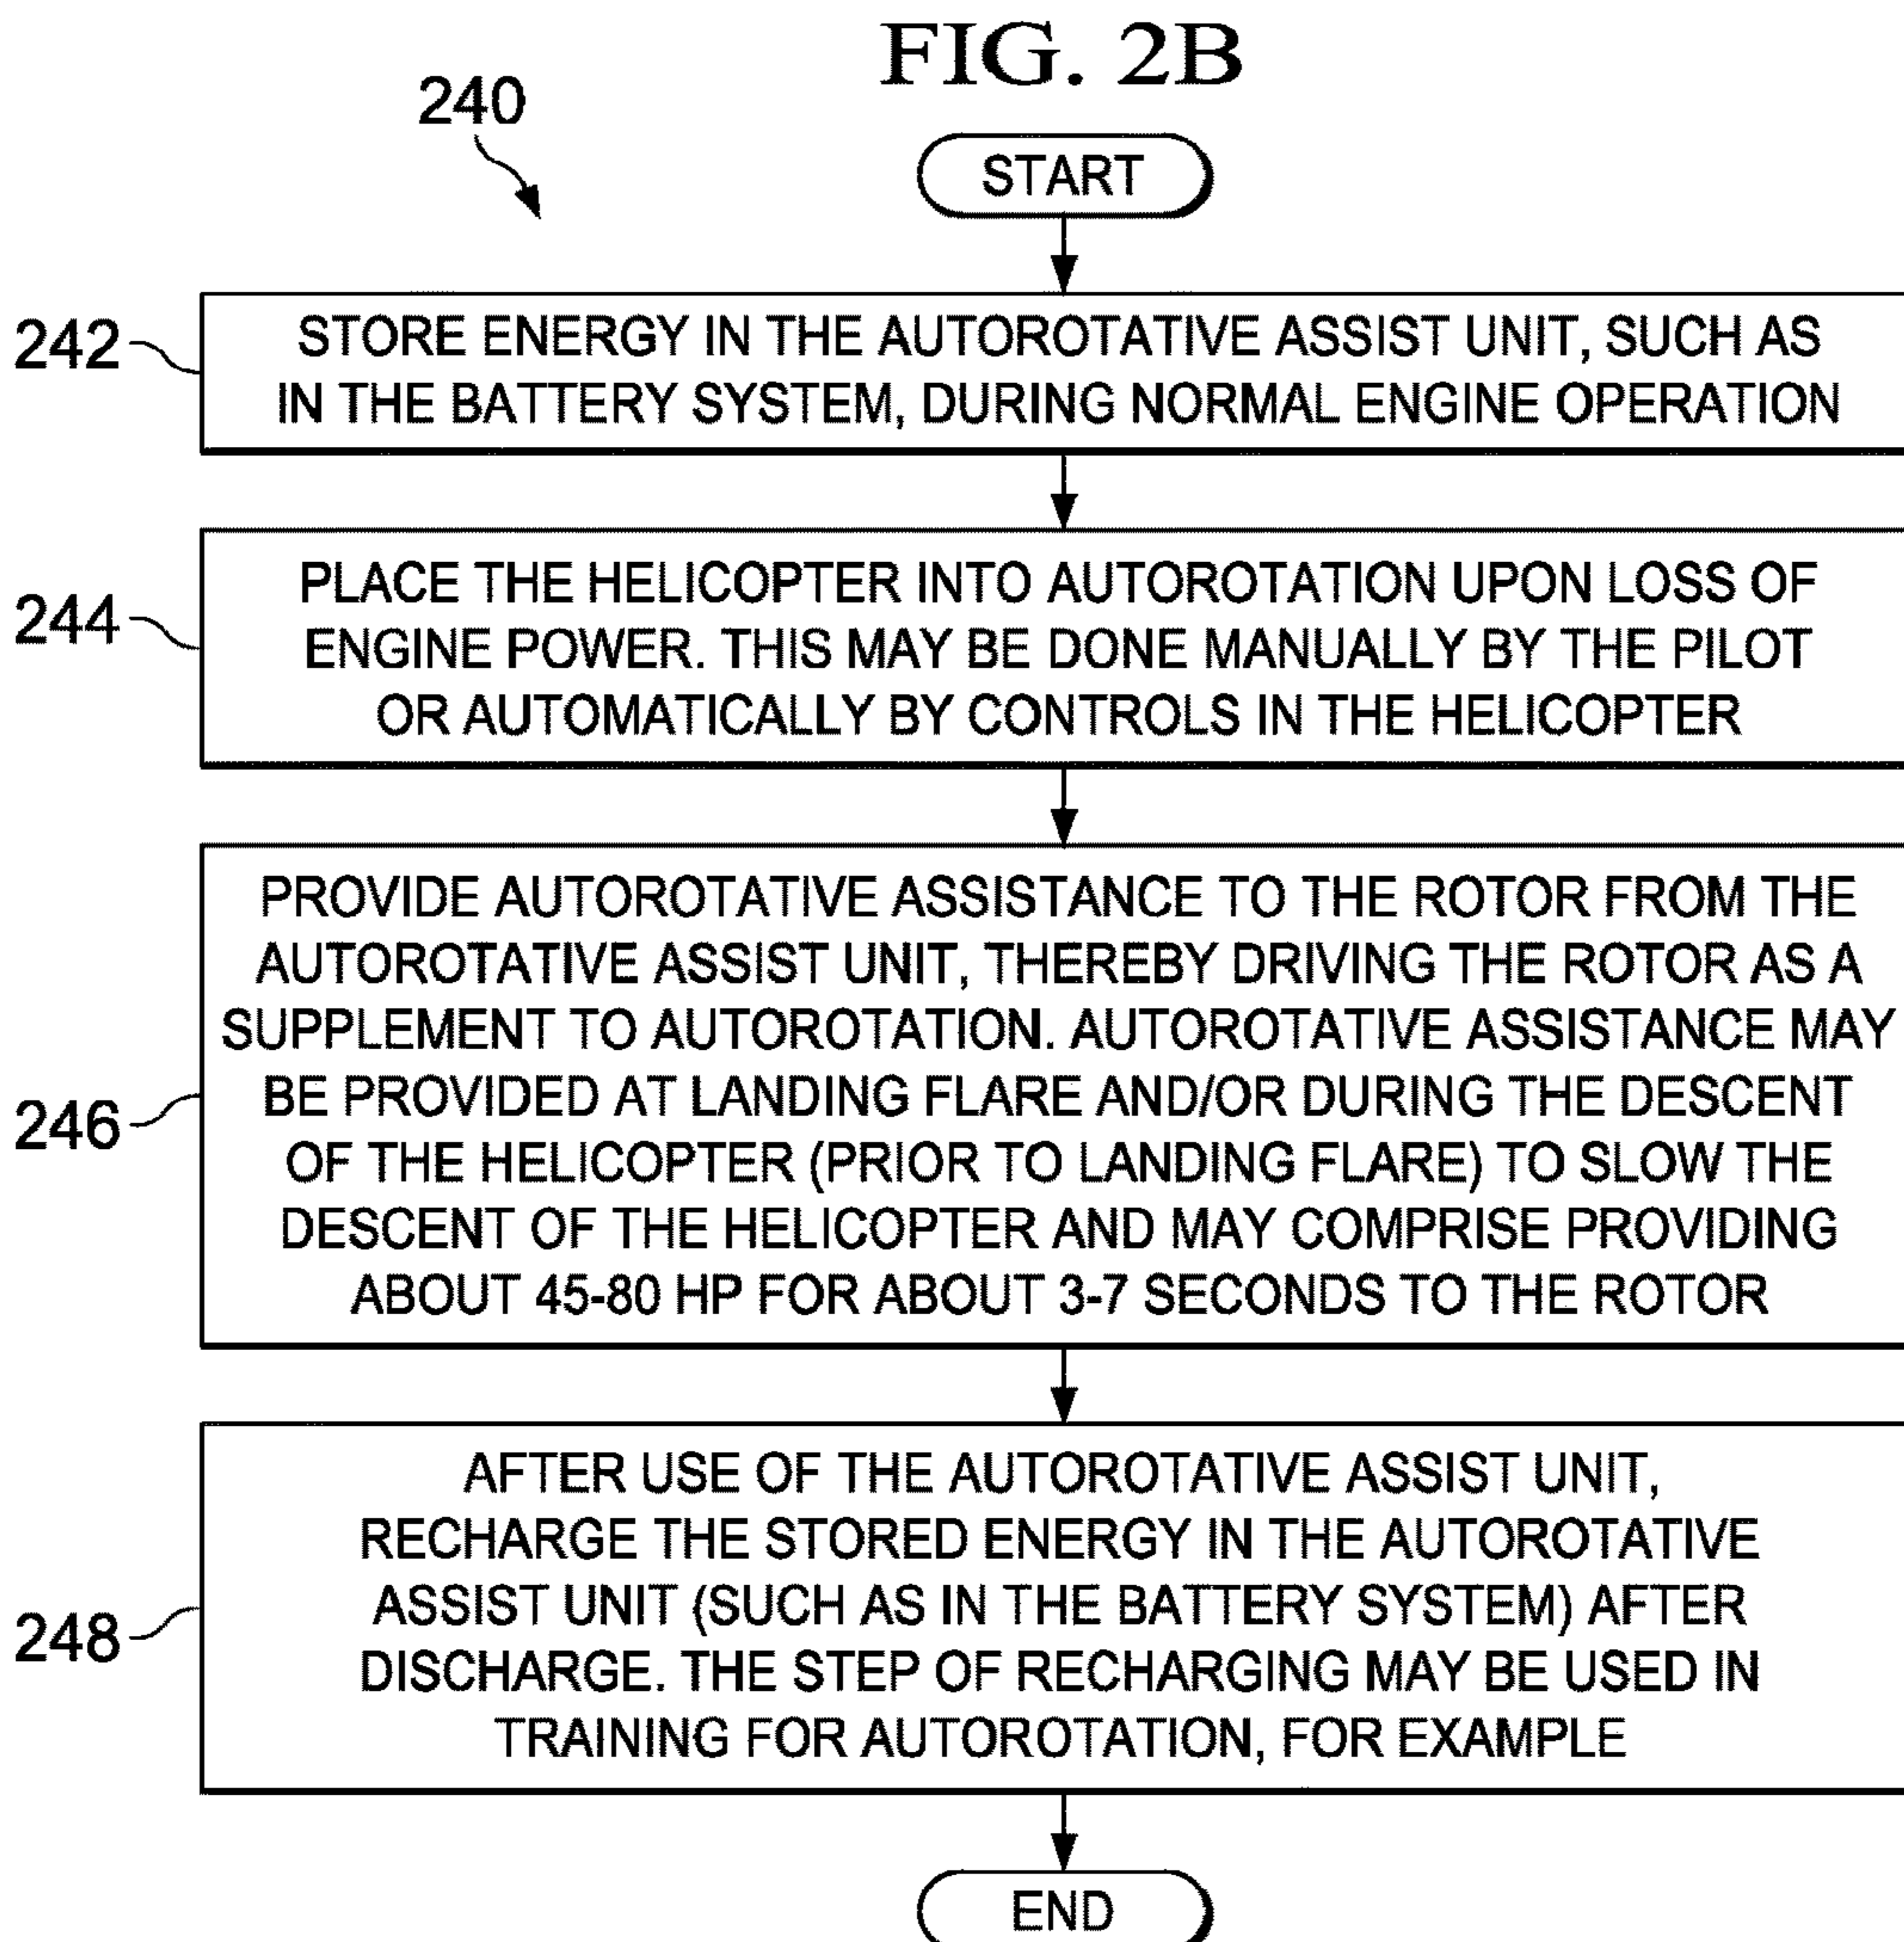 FIG. 2B
240
START
242
STORE ENERGY IN THE AUTOROTATIVE ASSIST UNIT, SUCH AS
IN THE BATTERY SYSTEM, DURING NORMAL ENGINE OPERATION
244
PLACE THE HELICOPTER INTO AUTOROTATION UPON LOSS OF
ENGINE POWER. THIS MAY BE DONE MANUALLY BY THE PILOT
OR AUTOMATICALLY BY CONTROLS IN THE HELICOPTER
246
PROVIDE AUTOROTATIVE ASSISTANCE TO THE ROTOR FROM THE
AUTOROTATIVE ASSIST UNIT, THEREBY DRIVING THE ROTOR AS A
SUPPLEMENT TO AUTOROTATION. AUTOROTATIVE ASSISTANCE MAY
BE PROVIDED AT LANDING FLARE AND/OR DURING THE DESCENT
OF THE HELICOPTER (PRIOR TO LANDING FLARE) TO SLOW THE
DESCENT OF THE HELICOPTER AND MAY COMPRISE PROVIDING
ABOUT 45-80 HP FOR ABOUT 3-7 SECONDS TO THE ROTOR
248
AFTER USE OF THE AUTOROTATIVE ASSIST UNIT,
RECHARGE THE STORED ENERGY IN THE AUTOROTATIVE
ASSIST UNIT (SUCH AS IN THE BATTERY SYSTEM) AFTER
DISCHARGE. THE STEP OF RECHARGING MAY BE USED IN
TRAINING FOR AUTOROTATION, FOR EXAMPLE
END